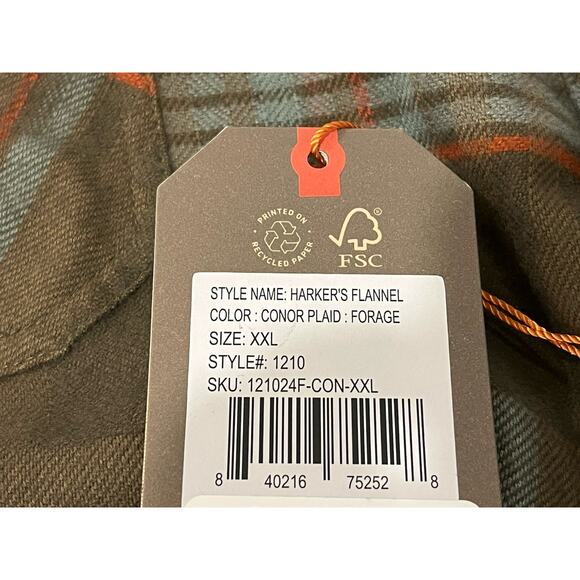 PRINTED ON
RECYCLED PAPER
®
FSC
STYLE NAME: HARKER'S FLANNEL
COLOR : CONOR PLAID : FORAGE
SIZE: XXL
STYLE#: 1210
SKU: 121024F-CON-XXL
8 40216 75252 8